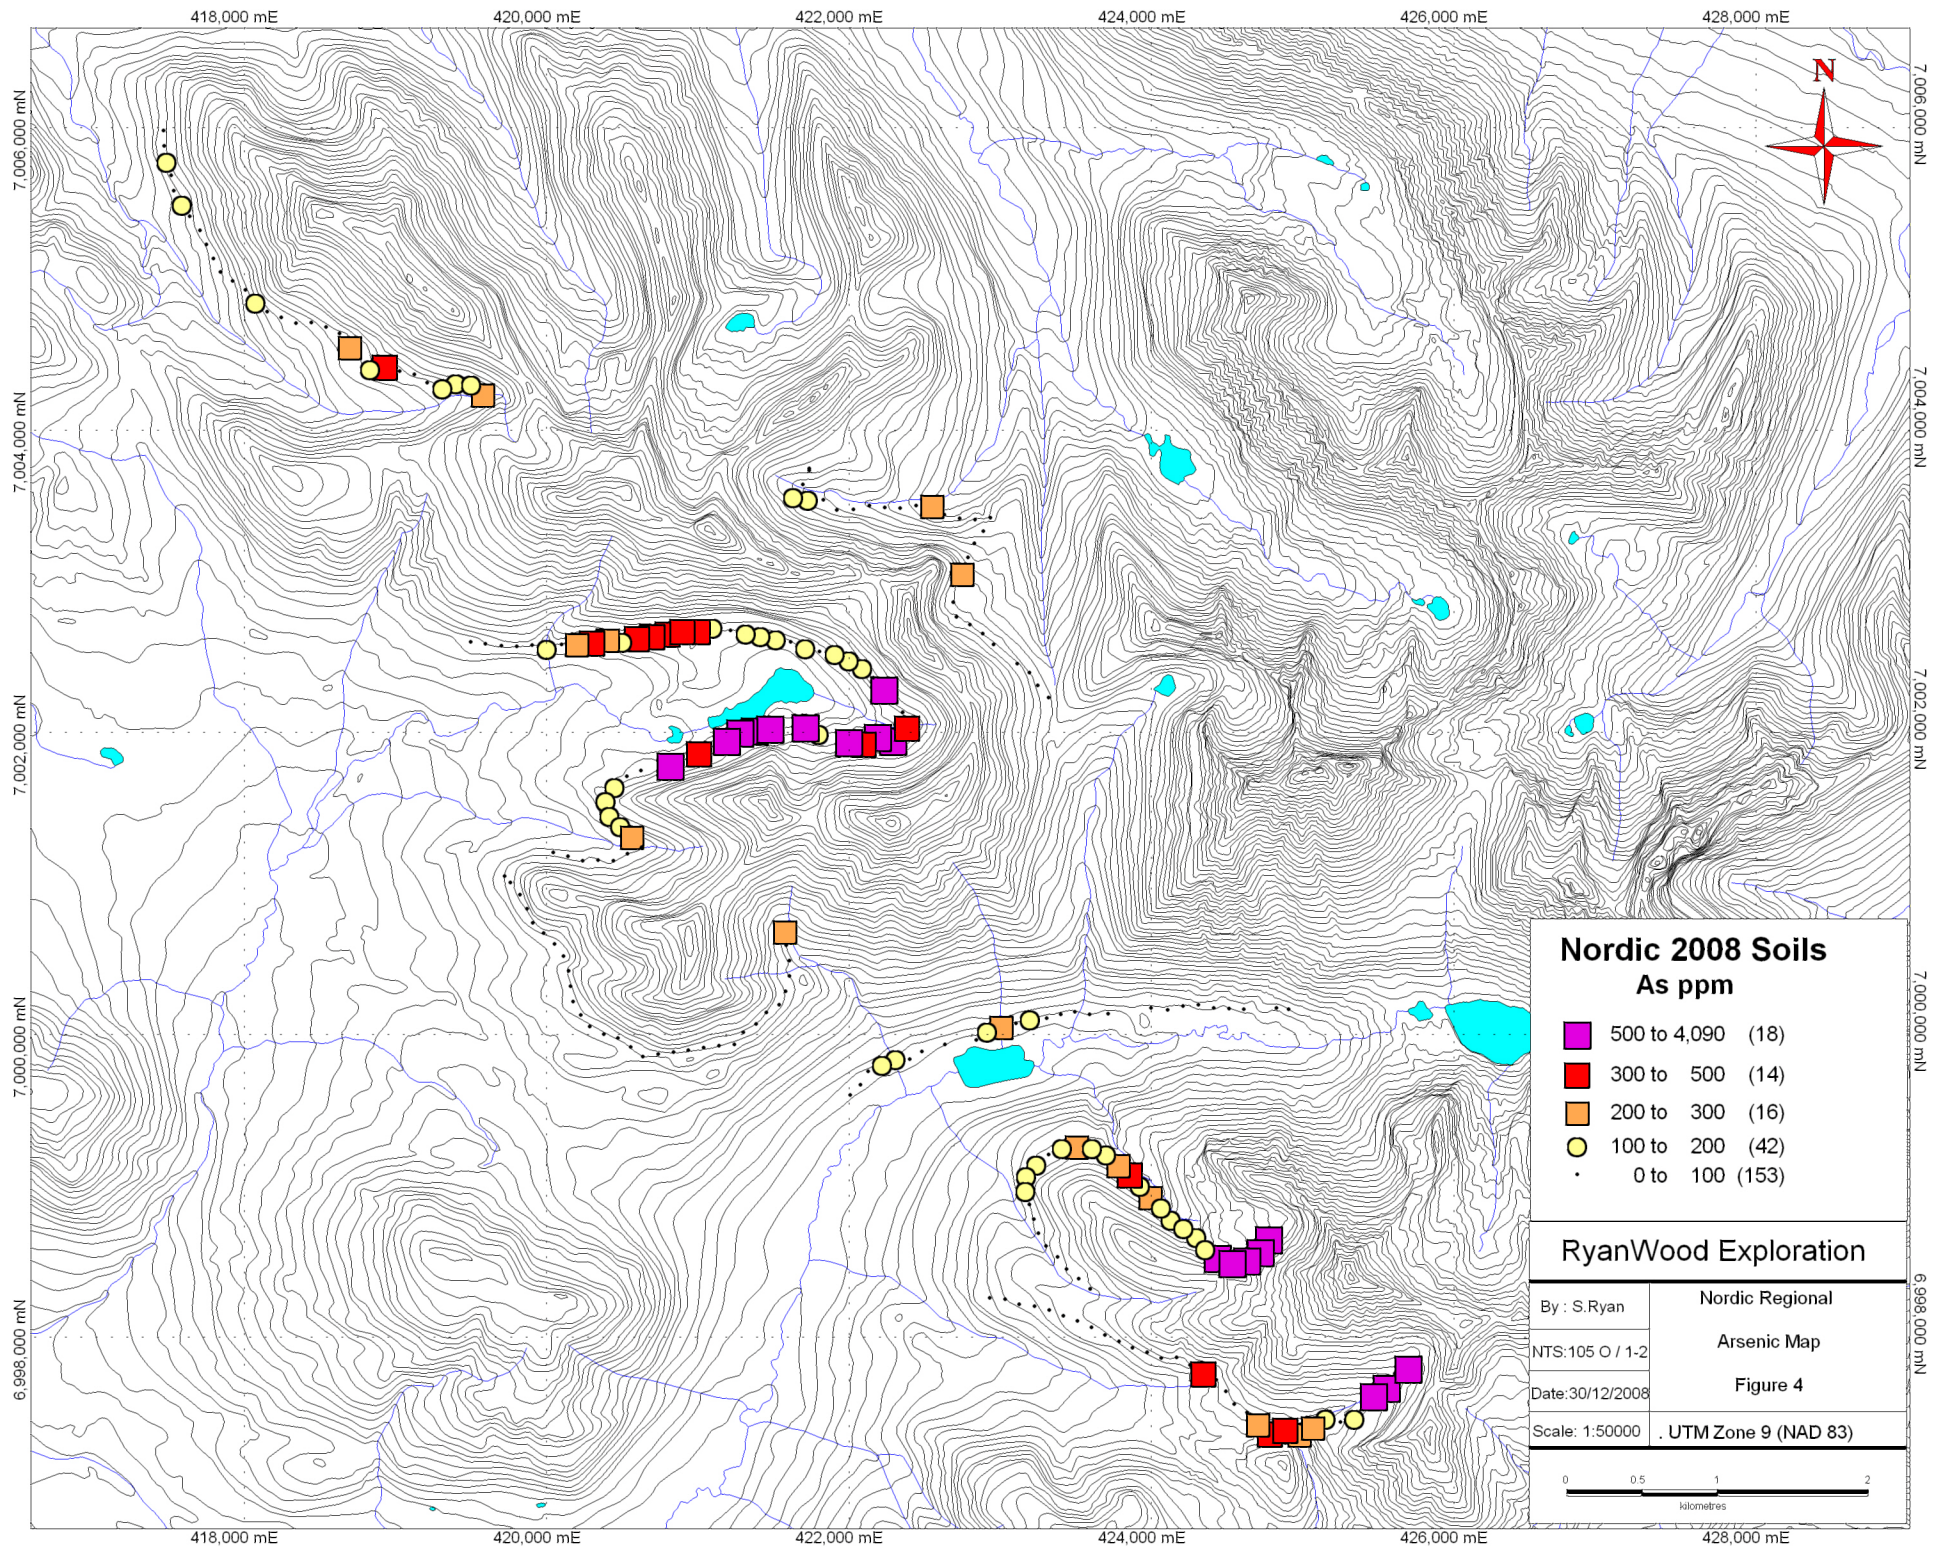 418,000 mE 420,000 mE 422,000 mE 424,000 mE 426,000 mE 428,000 mE
N
7,006,000 mN
7,006,000 mN
7,004,000 mN
7,004,000 mN
7,002,000 mN
7,002,000 mN
7,000,000 mN
7,000,000 mN
6,998,000 mN
6,998,000 mN
Nordic 2008 Soils
As ppm
500 to 4,090 (18)
300 to 500 (14)
200 to 300 (16)
100 to 200 (42)
0 to 100 (153)
RyanWood Exploration
By : S.Ryan
NTS:105 O / 1-2
Date:30/12/2008
Scale: 1:50000
Nordic Regional
Arsenic Map
Figure 4
. UTM Zone 9 (NAD 83)
0 0.5 1 2
kilometres
418,000 mE 420,000 mE 422,000 mE 424,000 mE 426,000 mE 428,000 mE